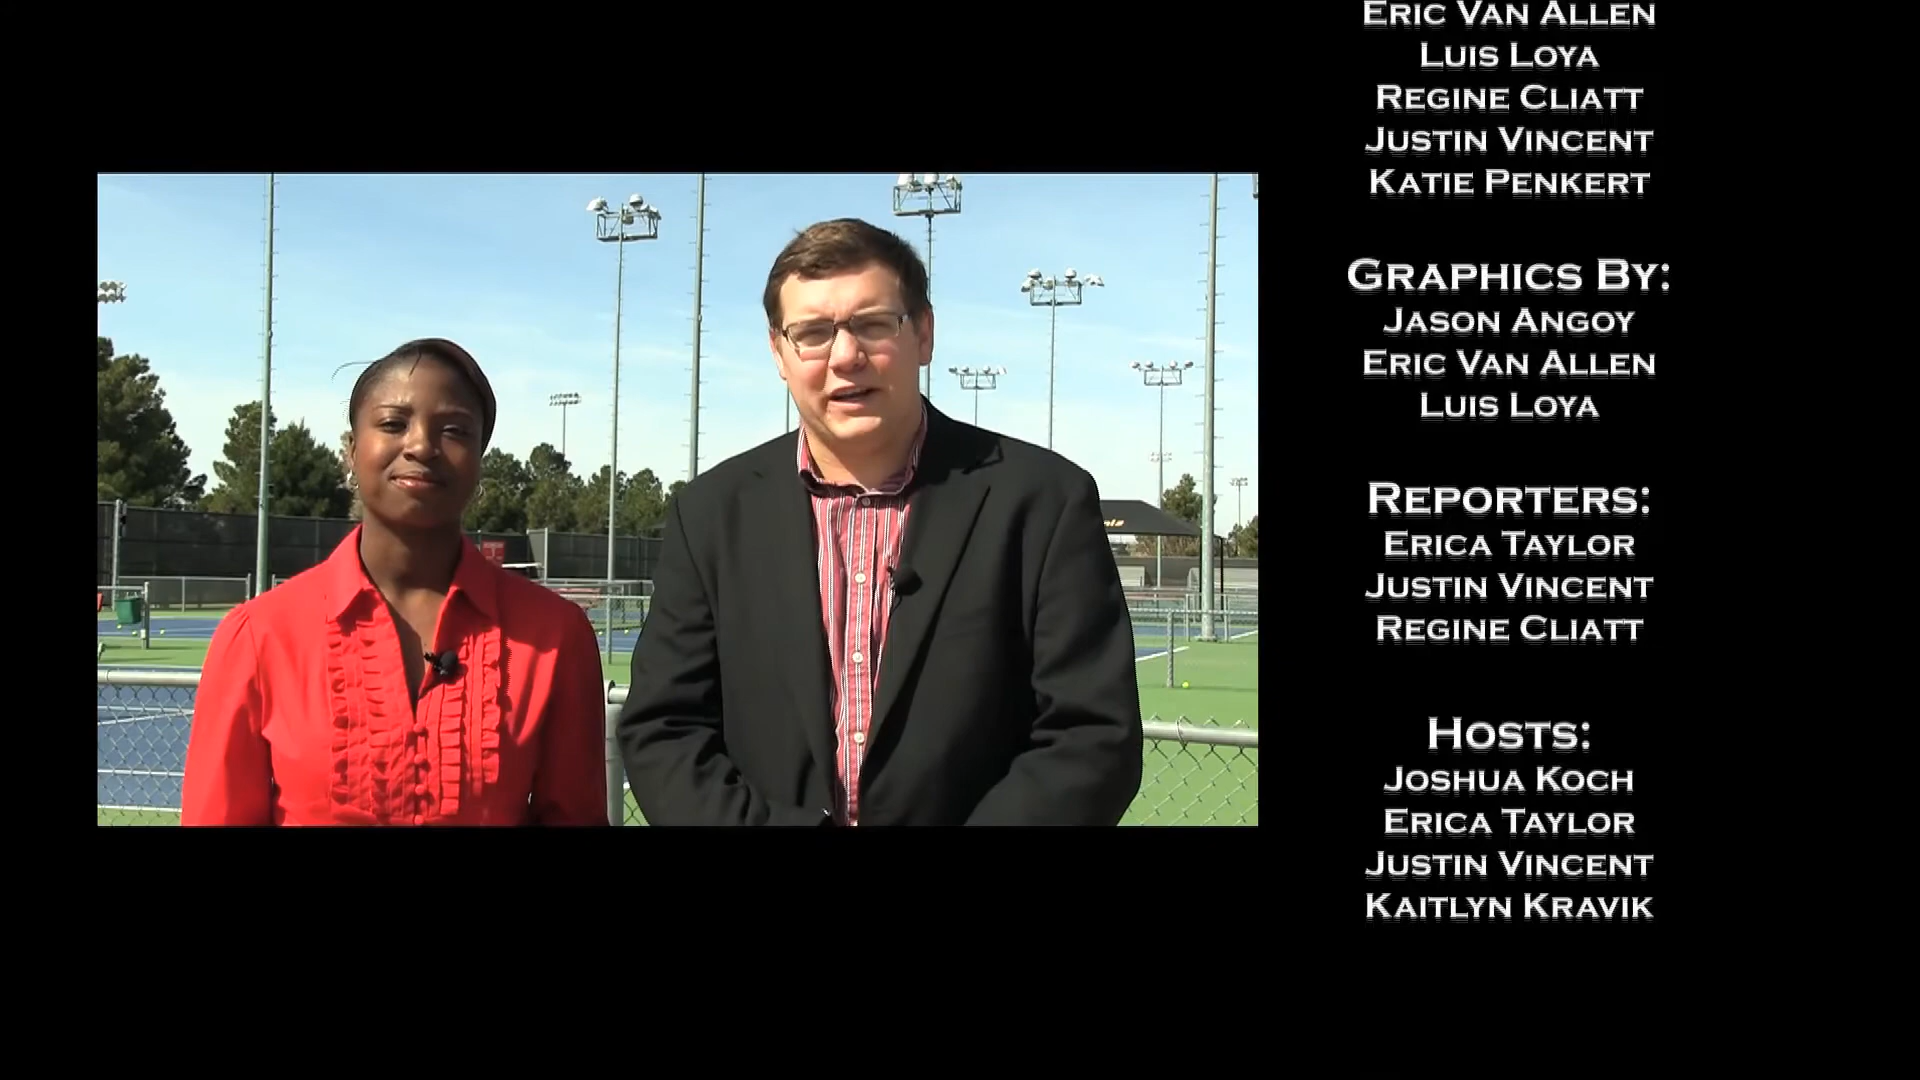 Eric Van Allen
Luis Loya
Regine Cliatt
Justin Vincent
Katie Penkert
Graphics By:
Jason Angoy
Eric Van Allen
Luis Loya
Reporters:
Erica Taylor
Justin Vincent
Regine Cliatt
Hosts:
Joshua Koch
Erica Taylor
Justin Vincent
Kaitlyn Kravik